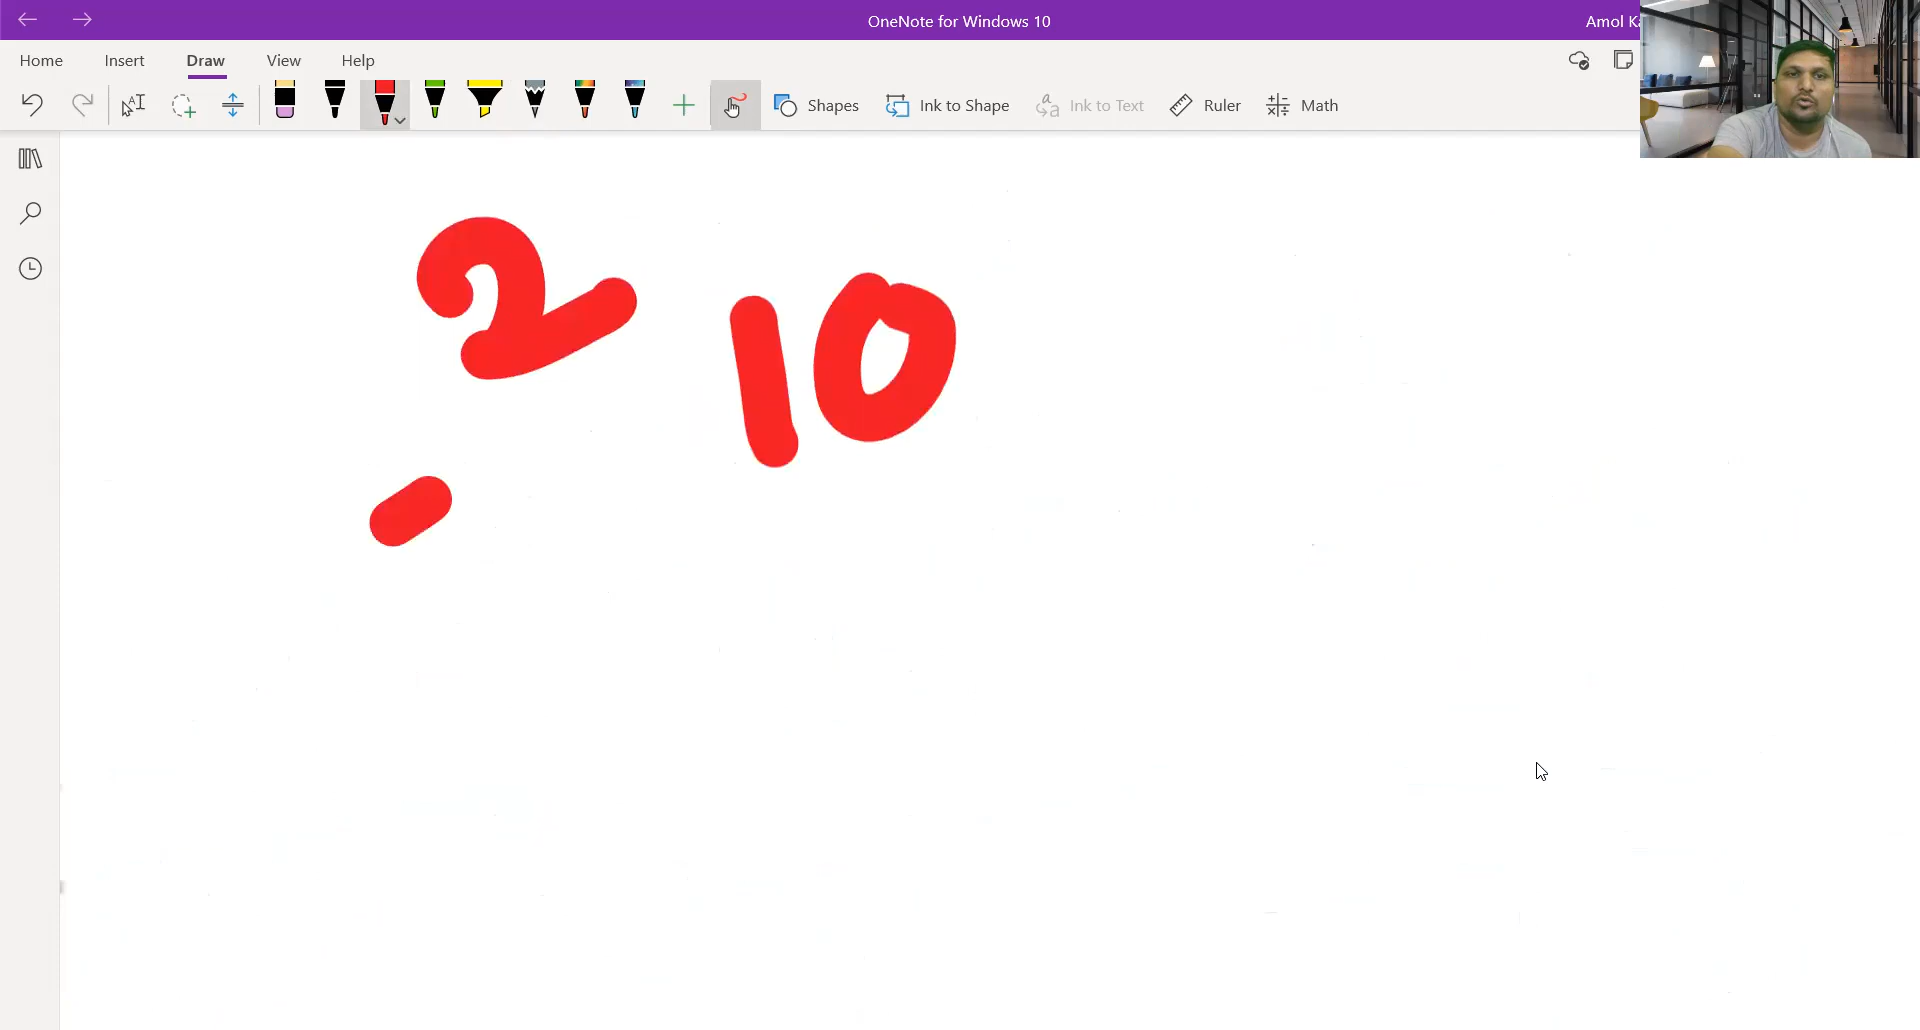 OneNote for Windows 10
Amol Ka
Home Insert Draw View Help
Shapes Ink to Shape Ink to Text Ruler Math
2 10
-